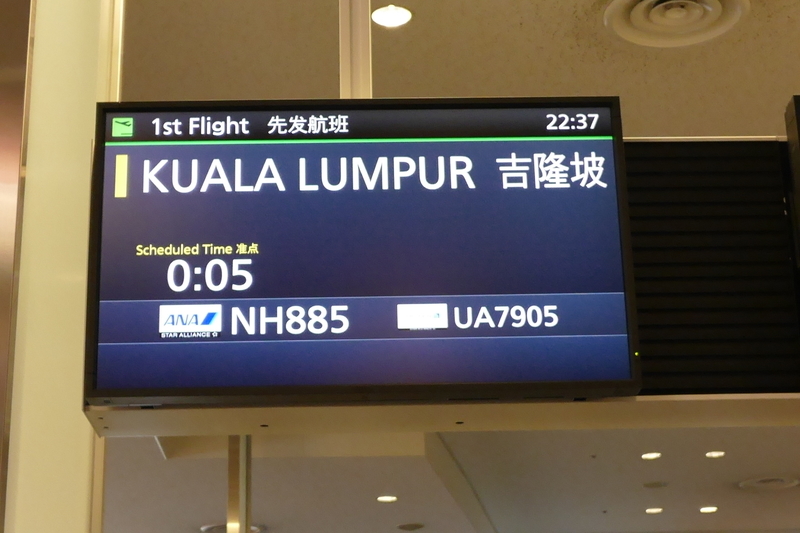 1st Flight 先发航班 22:37
KUALA LUMPUR 吉隆坡
Scheduled Time 准点
0:05
ANA NH885 UA7905
STAR ALLIANCE